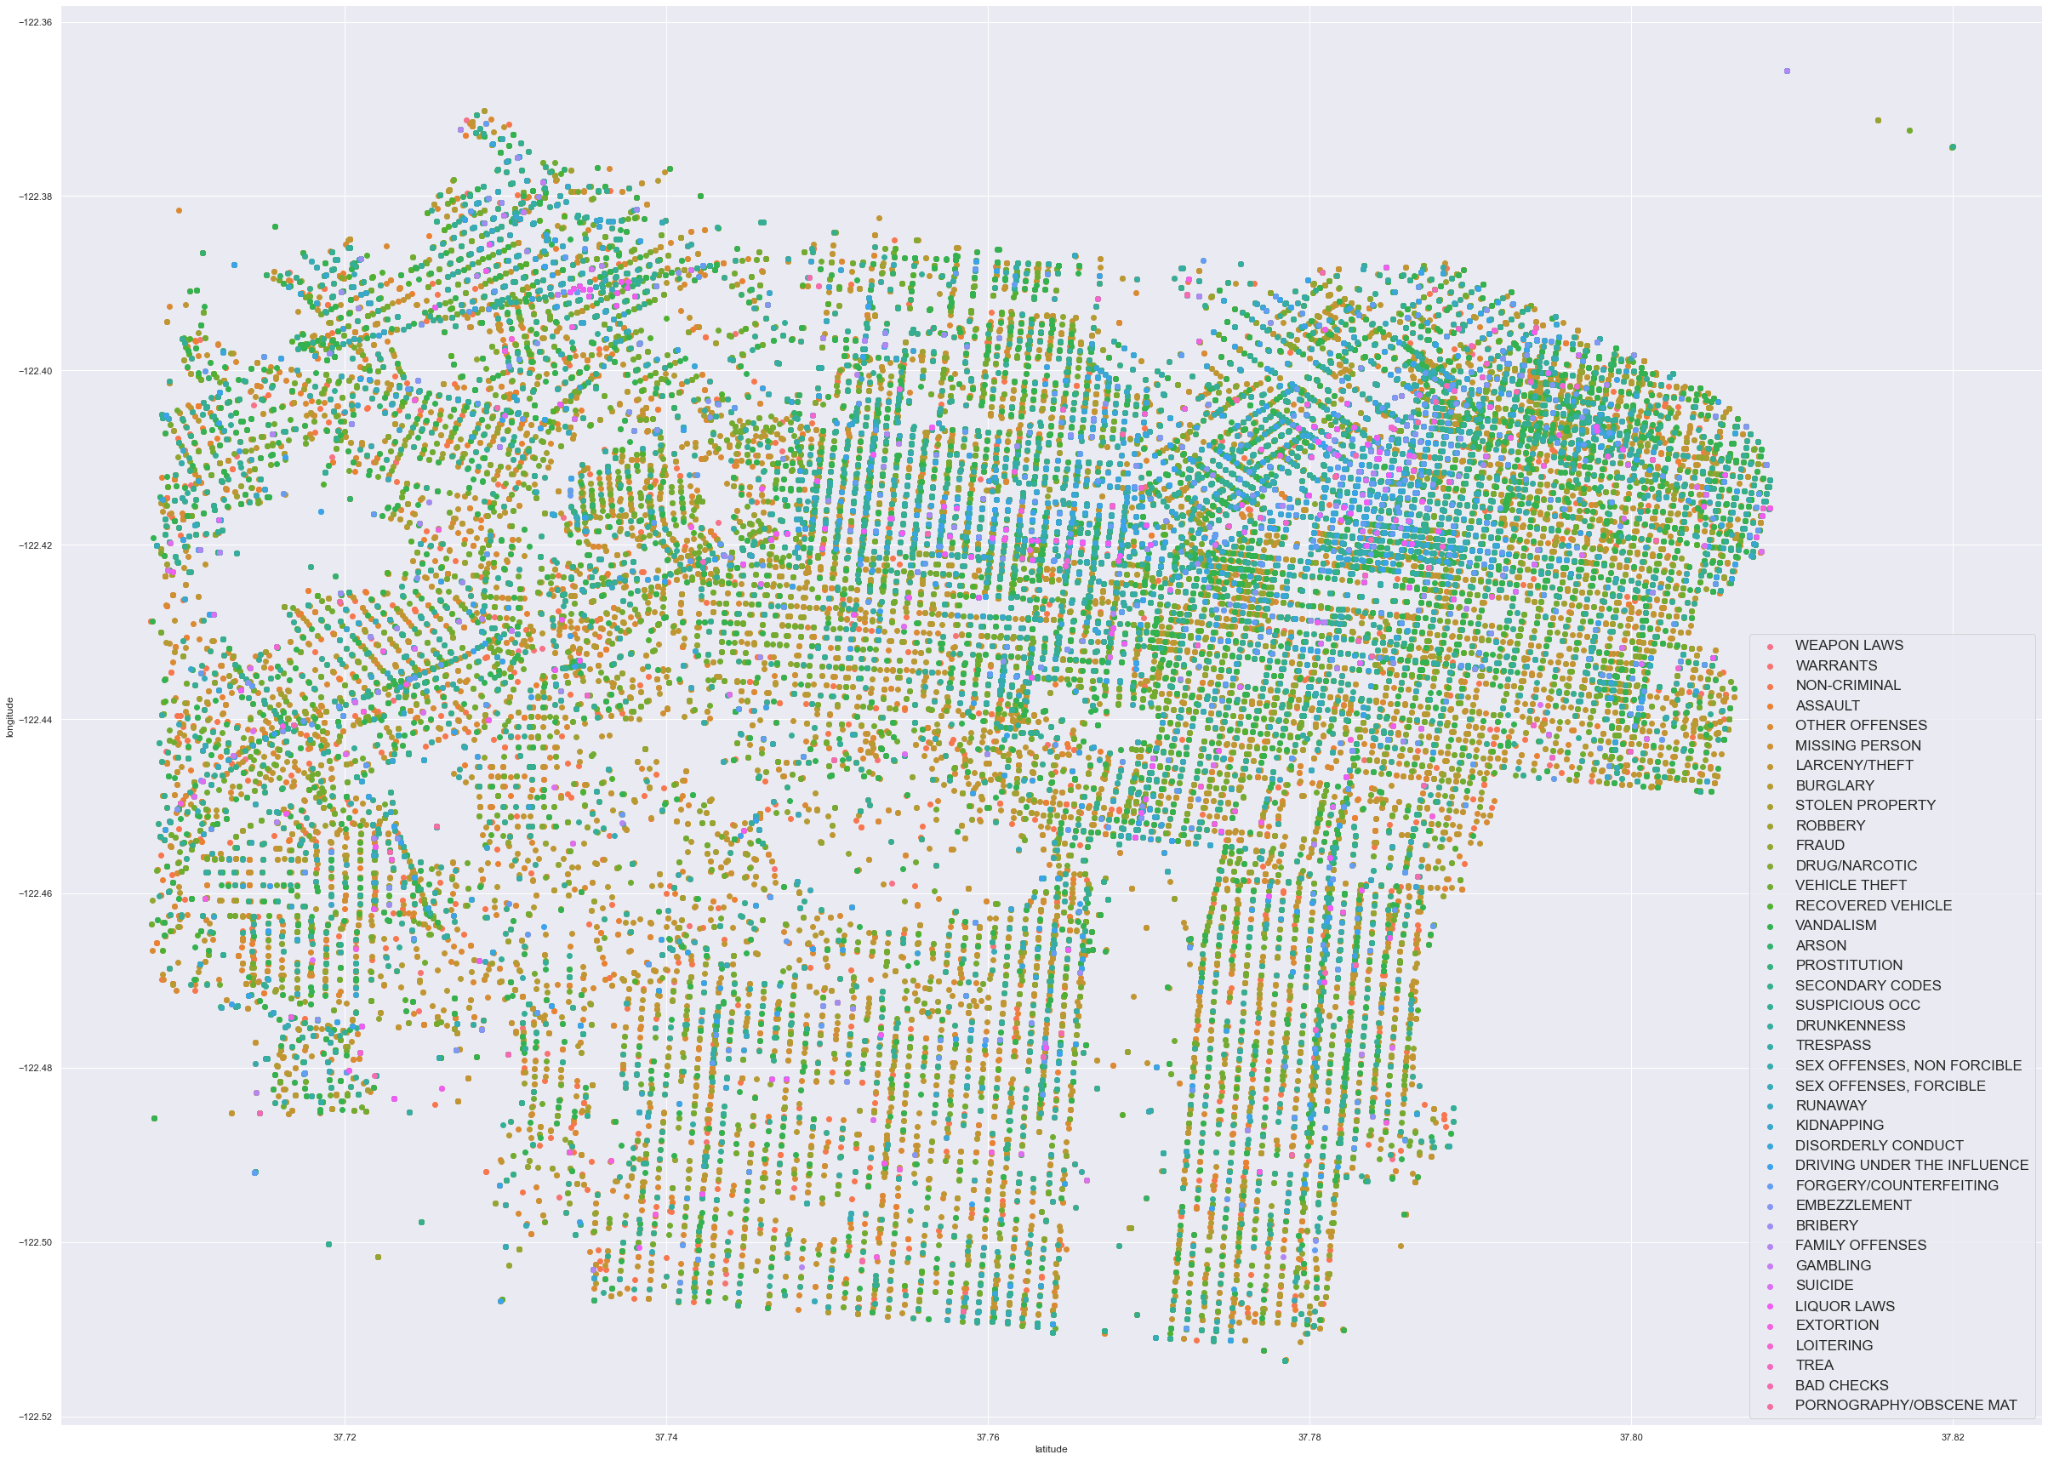 −122.36
−122.38
−122.40
−122.42
−122.44
−122.46
−122.48
−122.50
−122.52
longitude
37.72
37.74
37.76
37.78
37.80
37.82
latitude
WEAPON LAWS
WARRANTS
NON-CRIMINAL
ASSAULT
OTHER OFFENSES
MISSING PERSON
LARCENY/THEFT
BURGLARY
STOLEN PROPERTY
ROBBERY
FRAUD
DRUG/NARCOTIC
VEHICLE THEFT
RECOVERED VEHICLE
VANDALISM
ARSON
PROSTITUTION
SECONDARY CODES
SUSPICIOUS OCC
DRUNKENNESS
TRESPASS
SEX OFFENSES, NON FORCIBLE
SEX OFFENSES, FORCIBLE
RUNAWAY
KIDNAPPING
DISORDERLY CONDUCT
DRIVING UNDER THE INFLUENCE
FORGERY/COUNTERFEITING
EMBEZZLEMENT
BRIBERY
FAMILY OFFENSES
GAMBLING
SUICIDE
LIQUOR LAWS
EXTORTION
LOITERING
TREA
BAD CHECKS
PORNOGRAPHY/OBSCENE MAT